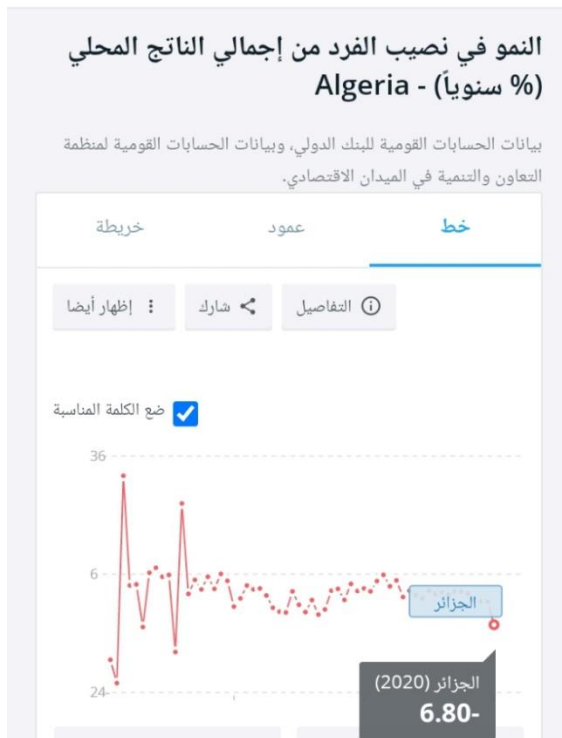 النمو في نصيب الفرد من إجمالي الناتج المحلي
(% سنوياً) - Algeria
بيانات الحسابات القومية للبنك الدولي، وبيانات الحسابات القومية لمنظمة
التعاون والتنمية في الميدان الاقتصادي.
خط
عمود
خريطة
التفاصيل
شارك
إظهار أيضا
ضع الكلمة المناسبة
36
6
الجزائر
24-
الجزائر (2020)
6.80-